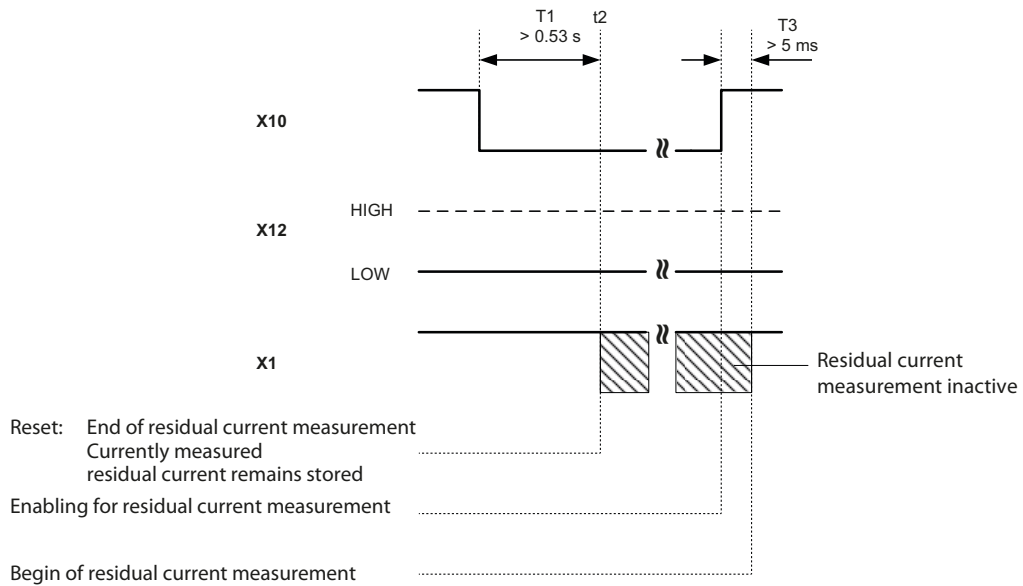 T1
> 0.53 s
t2
T3
> 5 ms
X10
HIGH
X12
LOW
X1
Residual current
measurement inactive
Reset: End of residual current measurement
Currently measured
residual current remains stored
Enabling for residual current measurement
Begin of residual current measurement